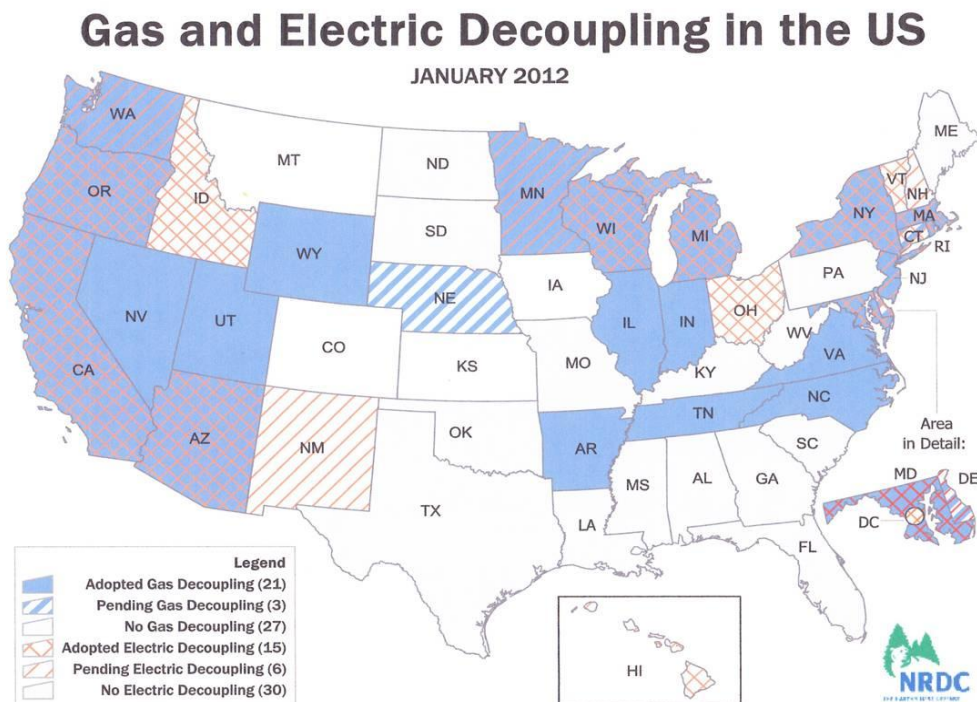 Gas and Electric Decoupling in the US
JANUARY 2012
WA
MT
ND
MN
ME
OR
ID
SD
WI
MI
NY
VT
NH
MA
CT
RI
WY
NE
IA
PA
NJ
NV
UT
CO
KS
MO
IL
IN
OH
WV
VA
KY
CA
AZ
NM
OK
AR
TN
NC
SC
TX
LA
MS
AL
GA
FL
Area
in Detail:
MD
DE
DC
HI
Legend
Adopted Gas Decoupling (21)
Pending Gas Decoupling (3)
No Gas Decoupling (27)
Adopted Electric Decoupling (15)
Pending Electric Decoupling (6)
No Electric Decoupling (30)
NRDC
THE EARTH'S BEST DEFENSE